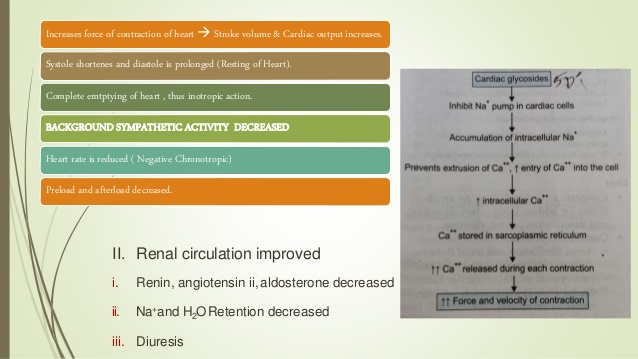 Increases force of contraction of heart → Stroke volume & Cardiac output increases.
Systole shortenes and diastole is prolonged (Resting of Heart).
Complete emtptying of heart , thus inotropic action.
BACKGROUND SYMPATHETIC ACTIVITY DECREASED
Heart rate is reduced ( Negative Chronotropic)
Preload and afterload decreased.
II. Renal circulation improved
i. Renin, angiotensin ii, aldosterone decreased
ii. Na+and H2O Retention decreased
iii. Diuresis
Cardiac glycosides
Inhibit Na+ pump in cardiac cells
Accumulation of intracellular Na+
Prevents extrusion of Ca++, ↑ entry of Ca++ into the cell
↑ intracellular Ca++
Ca++ stored in sarcoplasmic reticulum
↑↑ Ca++ released during each contraction
↑↑ Force and velocity of contraction